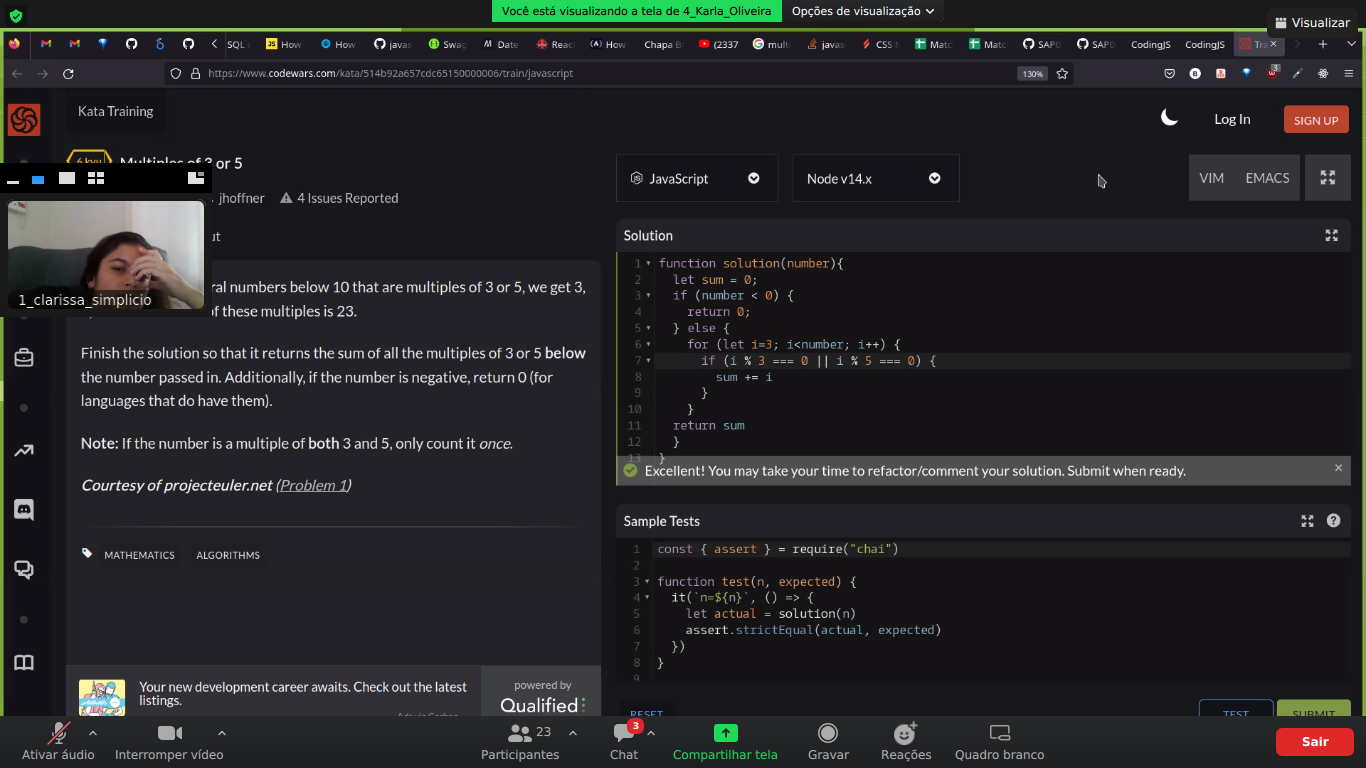 Você está visualizando a tela de 4_Karla_Oliveira
Opções de visualização
Visualizar
SQL
JS How
How
javas
Swag
M Date
Reac
(A) How
Chapa B
(2337
mult
javas
CSS
Matc
Matc
SAP0
SAP0
CodingJS
CodingJS
Tra
https://www.codewars.com/kata/514b92a657cdc65150000006/train/javascript
130%
3
Kata Training
Log In
SIGN UP
6 kyu
Multiples of 3 or 5
jhoffner
4 Issues Reported
ut
1_clarissa_simplicio
ral numbers below 10 that are multiples of 3 or 5, we get 3,
of these multiples is 23.
Finish the solution so that it returns the sum of all the multiples of 3 or 5 below
the number passed in. Additionally, if the number is negative, return 0 (for
languages that do have them).
Note: If the number is a multiple of both 3 and 5, only count it once.
Courtesy of projecteuler.net (Problem 1)
MATHEMATICS
ALGORITHMS
Your new development career awaits. Check out the latest
listings.
powered by
Qualified
JavaScript
Node v14.x
VIM
EMACS
Solution
1 function solution(number){
2 let sum = 0;
3 if (number < 0) {
4 return 0;
5 } else {
6 for (let i=3; i<number; i++) {
7 if (i % 3 === 0 || i % 5 === 0) {
8 sum += i
9 }
10 }
11 return sum
12 }
13 }
Excellent! You may take your time to refactor/comment your solution. Submit when ready.
Sample Tests
1 const { assert } = require("chai")
2
3 function test(n, expected) {
4 it(`n=${n}`, () => {
5 let actual = solution(n)
6 assert.strictEqual(actual, expected)
7 })
8 }
9
RESET
TEST
SUBMIT
Ativar áudio
Interromper vídeo
23
Participantes
3
Chat
Compartilhar tela
Gravar
Reações
Quadro branco
Sair